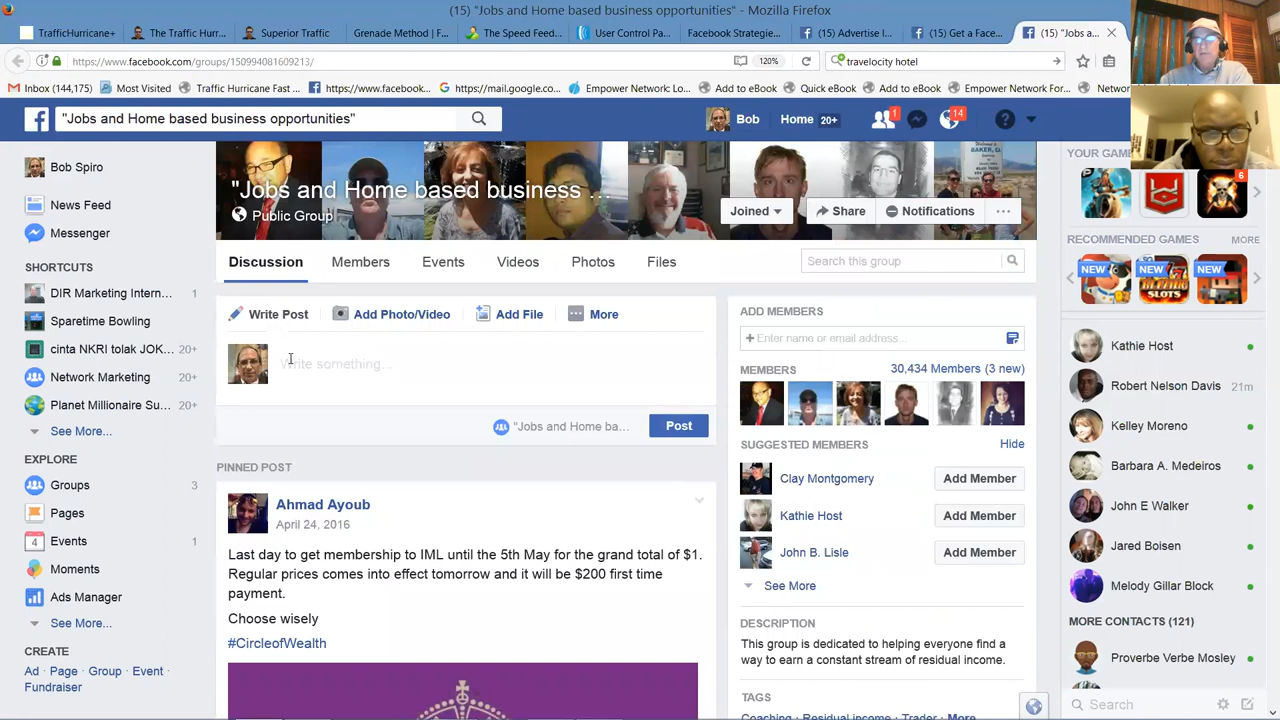 (15) "Jobs and Home based business opportunities" - Mozilla Firefox
TrafficHurricane+
The Traffic Hurr...
Superior Traffic
Grenade Method | F...
The Speed Feed...
User Control Pa...
Facebook Strategie...
(15) Advertise I...
(15) Get a Face...
(15) "Jobs a...
https://www.facebook.com/groups/150994081609213/
120%
travelocity hotel
Inbox (144,175)
Most Visited
Traffic Hurricane Fast ...
https://www.facebook...
https://mail.google.co...
Empower Network: Lo...
Add to eBook
Quick eBook
Add to eBook
Empower Network For...
"Jobs and Home based business opportunities"
Bob
Home 20+
1
14
Bob Spiro
News Feed
Messenger
SHORTCUTS
DIR Marketing Intern... 1
Sparetime Bowling
cinta NKRI tolak JOK... 20+
Network Marketing 20+
Planet Millionaire Su... 20+
See More...
EXPLORE
Groups 3
Pages
Events 1
4
Moments
Ads Manager
See More...
CREATE
Ad · Page · Group · Event ·
Fundraiser
BAKER,
"Jobs and Home based business ...
Public Group
Joined
Share
Notifications
Discussion
Members
Events
Videos
Photos
Files
Search this group
Write Post
Add Photo/Video
Add File
More
Write something...
"Jobs and Home ba...
Post
PINNED POST
Ahmad Ayoub
April 24, 2016
Last day to get membership to IML until the 5th May for the grand total of $1.
Regular prices comes into effect tomorrow and it will be $200 first time
payment.
Choose wisely
#CircleofWealth
ADD MEMBERS
+ Enter name or email address...
MEMBERS
30,434 Members (3 new)
SUGGESTED MEMBERS
Hide
Clay Montgomery
Add Member
Kathie Host
Add Member
John B. Lisle
Add Member
See More
DESCRIPTION
This group is dedicated to helping everyone find a
way to earn a constant stream of residual income.
TAGS
Coaching · Residual income · Trader · More
YOUR GAM
6
RECOMMENDED GAMES
MORE
NEW
NEW
NEW
SLOTS
Kathie Host
Robert Nelson Davis 21m
Kelley Moreno
Barbara A. Medeiros
John E Walker
Jared Boisen
Melody Gillar Block
MORE CONTACTS (121)
Proverbe Verbe Mosley
Search